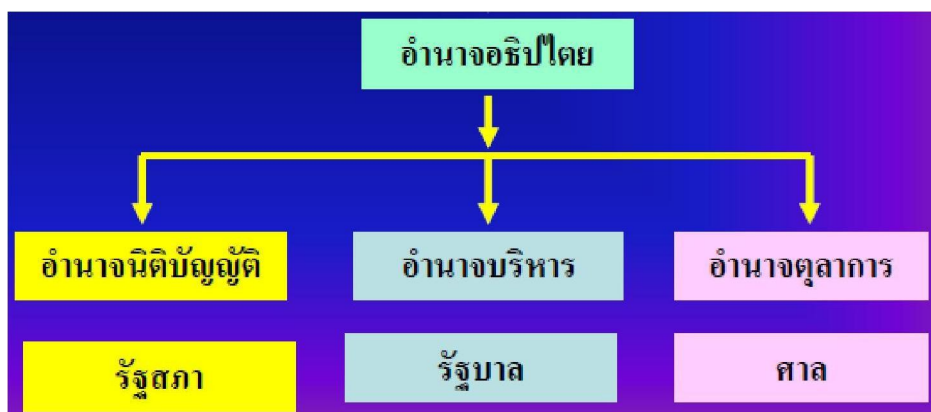 อำนาจอธิปไตย
อำนาจนิติบัญญัติ อำนาจบริหาร อำนาจตุลาการ
รัฐสภา รัฐบาล ศาล